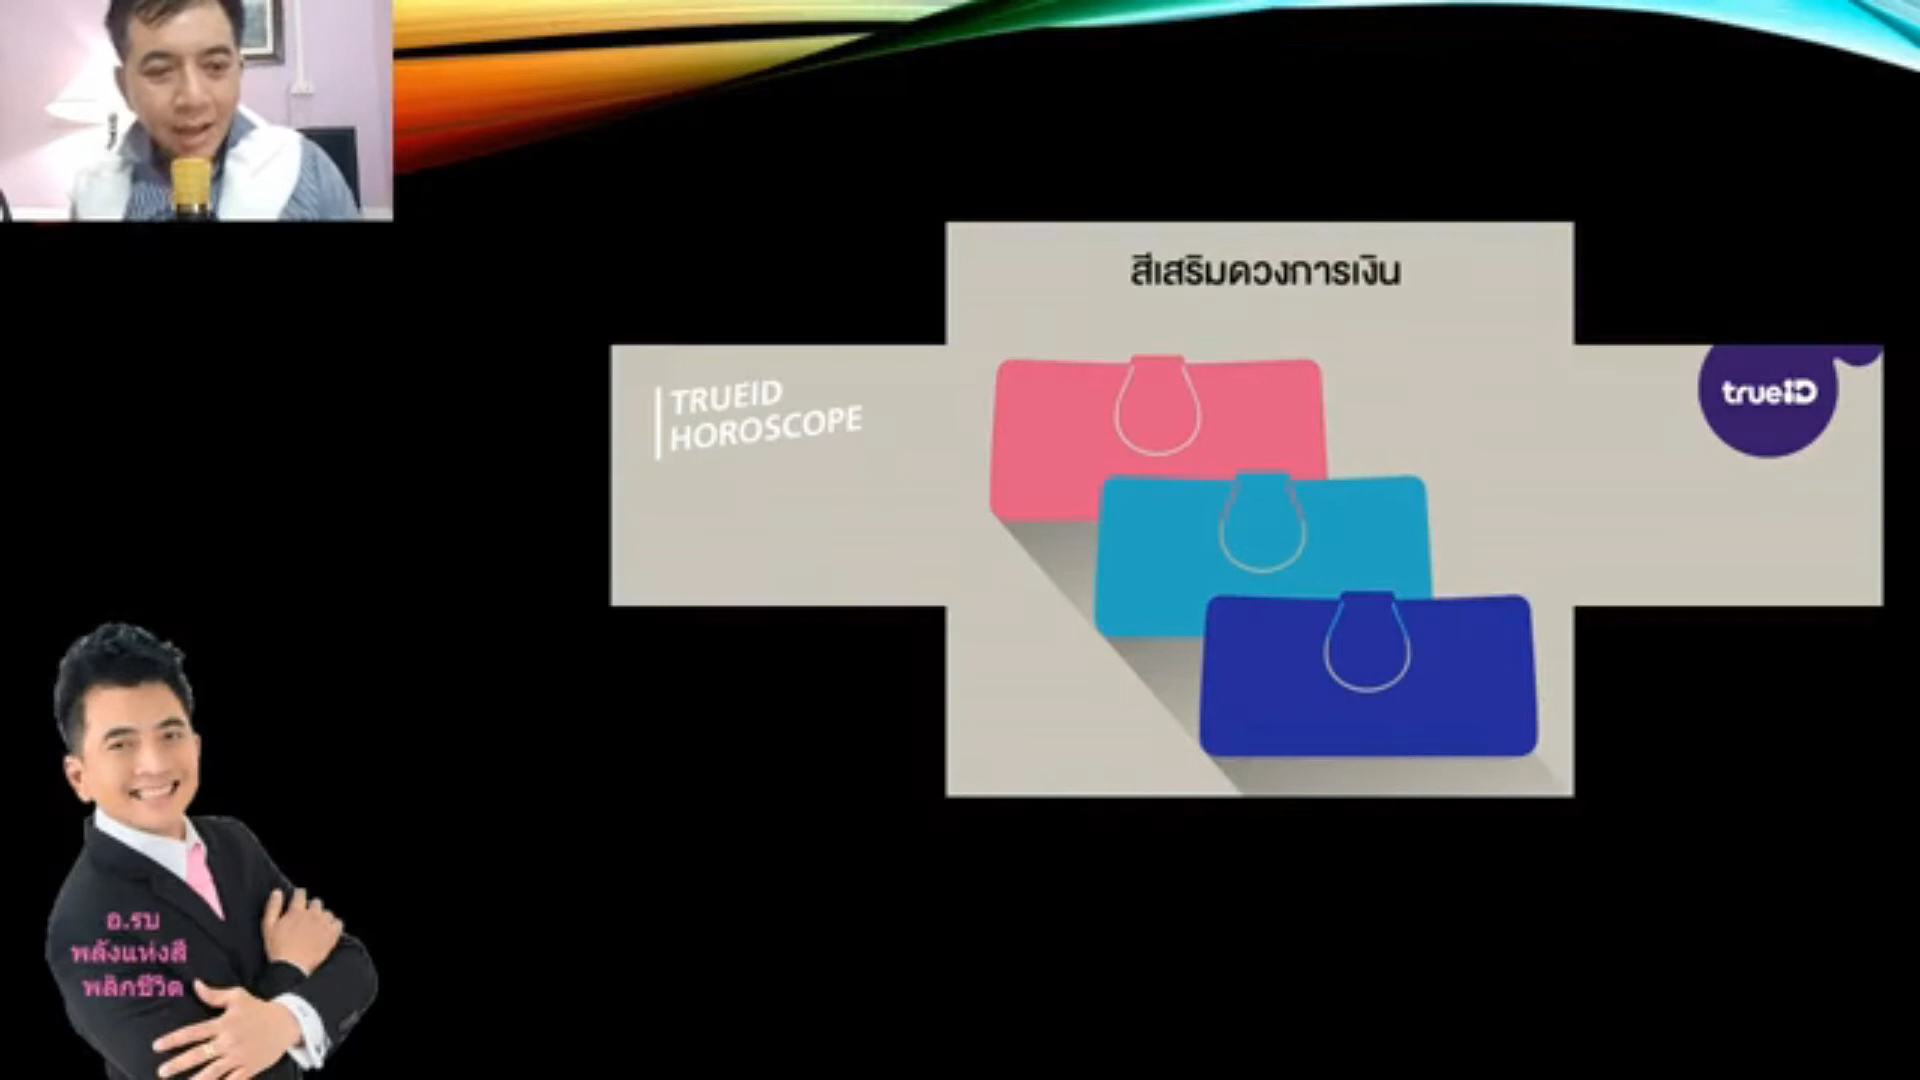 สีเสริมดวงการเงิน
TRUEID
HOROSCOPE
trueID
อ.รบ
พลังแห่งสี
พลิกชีวิต